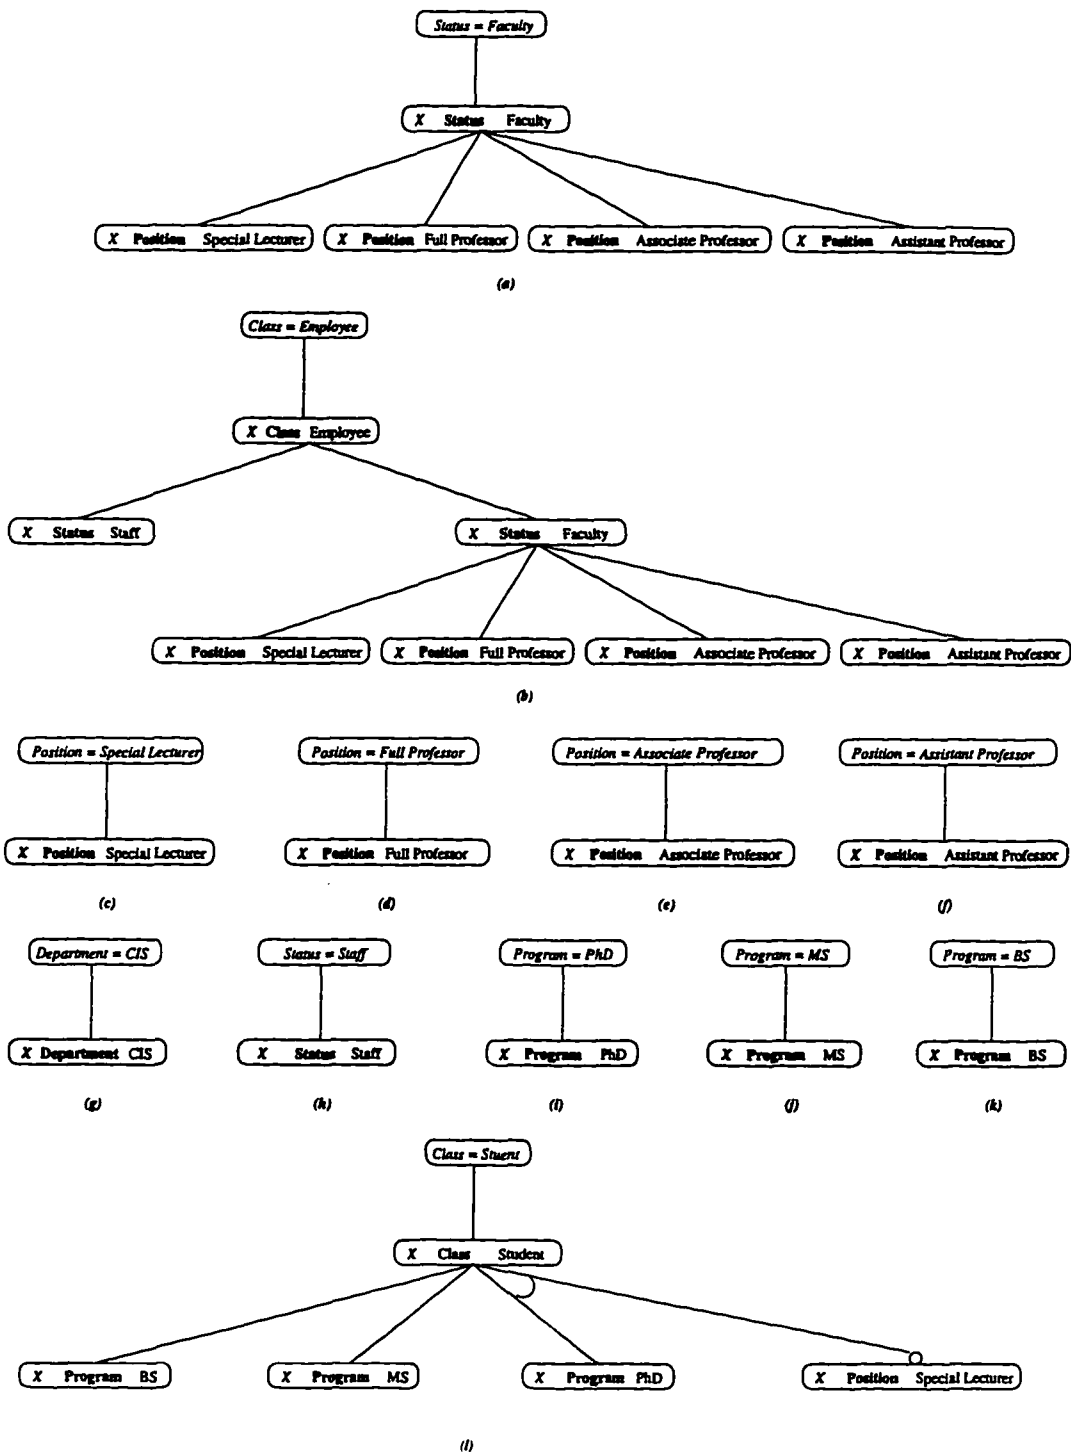 Status = Faculty
X Status Faculty
X Position Special Lecturer X Position Full Professor X Position Associate Professor X Position Assistant Professor
(a)
Class = Employee
X Class Employee
X Status Staff X Status Faculty
X Position Special Lecturer X Position Full Professor X Position Associate Professor X Position Assistant Professor
(b)
Position = Special Lecturer Position = Full Professor Position = Associate Professor Position = Assistant Professor
X Position Special Lecturer X Position Full Professor X Position Associate Professor X Position Assistant Professor
(c) (d) (e) (f)
Department = CIS Status = Staff Program = PhD Program = MS Program = BS
X Department CIS X Status Staff X Program PhD X Program MS X Program BS
(g) (h) (i) (j) (k)
Class = Stuent
X Class Student
X Program BS X Program MS X Program PhD X Position Special Lecturer
(l)